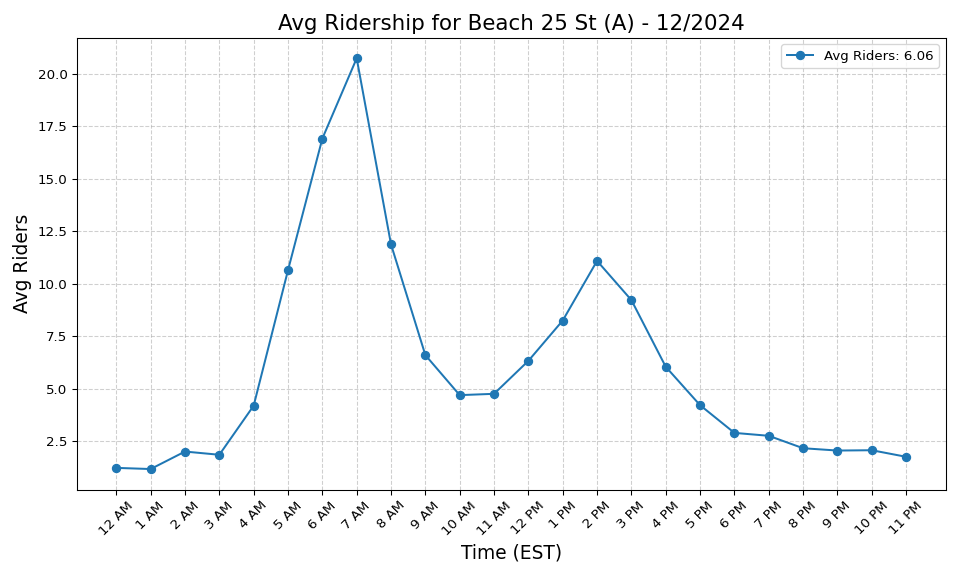 Avg Ridership for Beach 25 St (A) - 12/2024
Avg Riders: 6.06
Avg Riders
20.0
17.5
15.0
12.5
10.0
7.5
5.0
2.5
12 AM
1 AM
2 AM
3 AM
4 AM
5 AM
6 AM
7 AM
8 AM
9 AM
10 AM
11 AM
12 PM
1 PM
2 PM
3 PM
4 PM
5 PM
6 PM
7 PM
8 PM
9 PM
10 PM
11 PM
Time (EST)